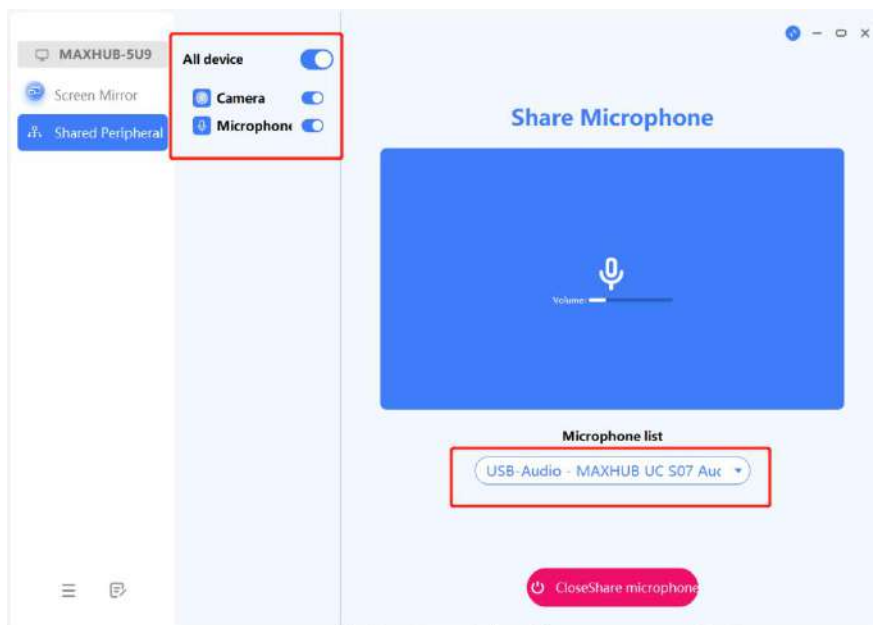 MAXHUB-5U9
Screen Mirror
Shared Peripheral
All device
Camera
Microphone
Share Microphone
Volume:
Microphone list
USB-Audio - MAXHUB UC S07 Auc
CloseShare microphone